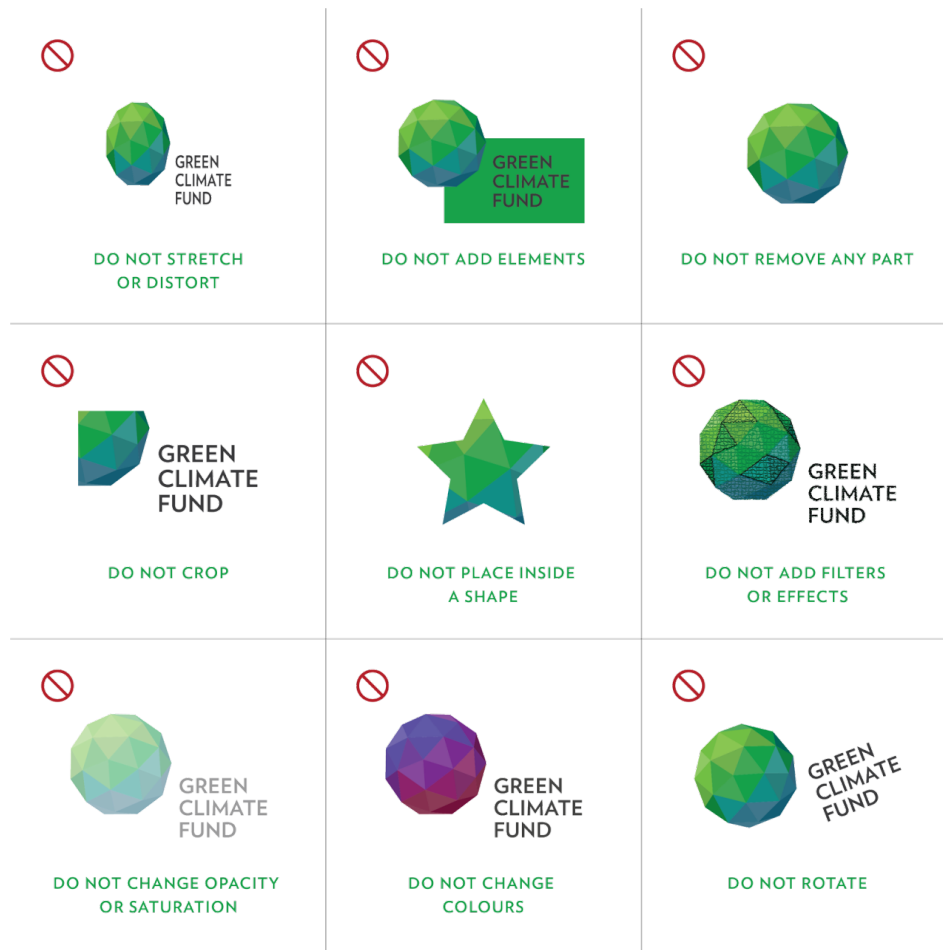 GREEN
CLIMATE
FUND
DO NOT STRETCH
OR DISTORT
GREEN
CLIMATE
FUND
DO NOT ADD ELEMENTS
DO NOT REMOVE ANY PART
GREEN
CLIMATE
FUND
DO NOT CROP
DO NOT PLACE INSIDE
A SHAPE
GREEN
CLIMATE
FUND
DO NOT ADD FILTERS
OR EFFECTS
GREEN
CLIMATE
FUND
DO NOT CHANGE OPACITY
OR SATURATION
GREEN
CLIMATE
FUND
DO NOT CHANGE
COLOURS
GREEN
CLIMATE
FUND
DO NOT ROTATE